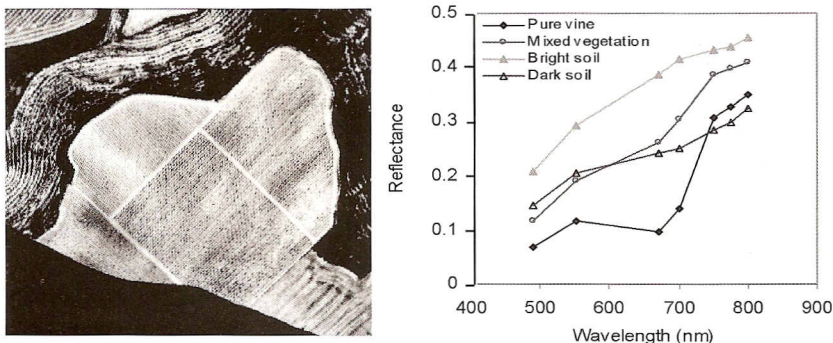 0.5
0.4
0.3
0.2
0.1
0
Reflectance
Pure vine
Mixed vegetation
Bright soil
Dark soil
400 500 600 700 800 900
Wavelength (nm)